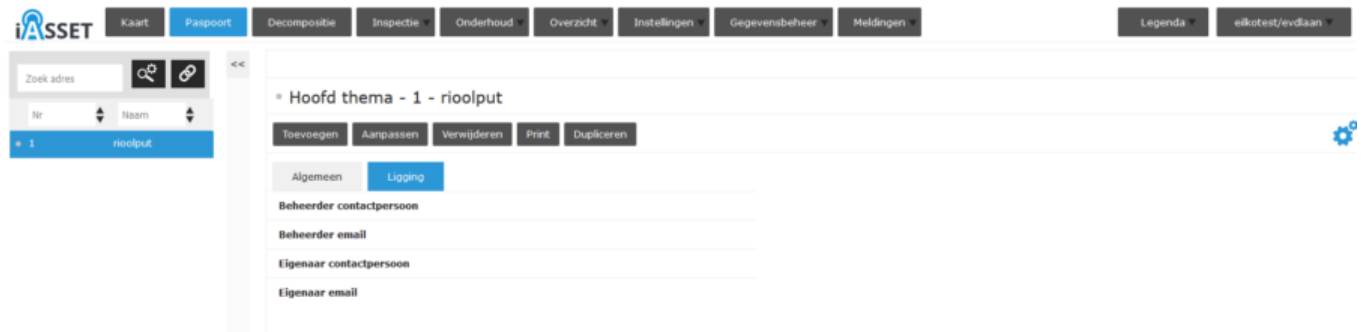 iASSET Kaart Paspoort Decompositie Inspectie Onderhoud Overzicht Instellingen Gegevensbeheer Meldingen Legenda eilkotest/evdlaan
Zoek adres <<
Hoofd thema - 1 - rioolput
Nr Naam
Toevoegen Aanpassen Verwijderen Print Dupliceren
1 rioolput
Algemeen Ligging
Beheerder contactpersoon
Beheerder email
Eigenaar contactpersoon
Eigenaar email